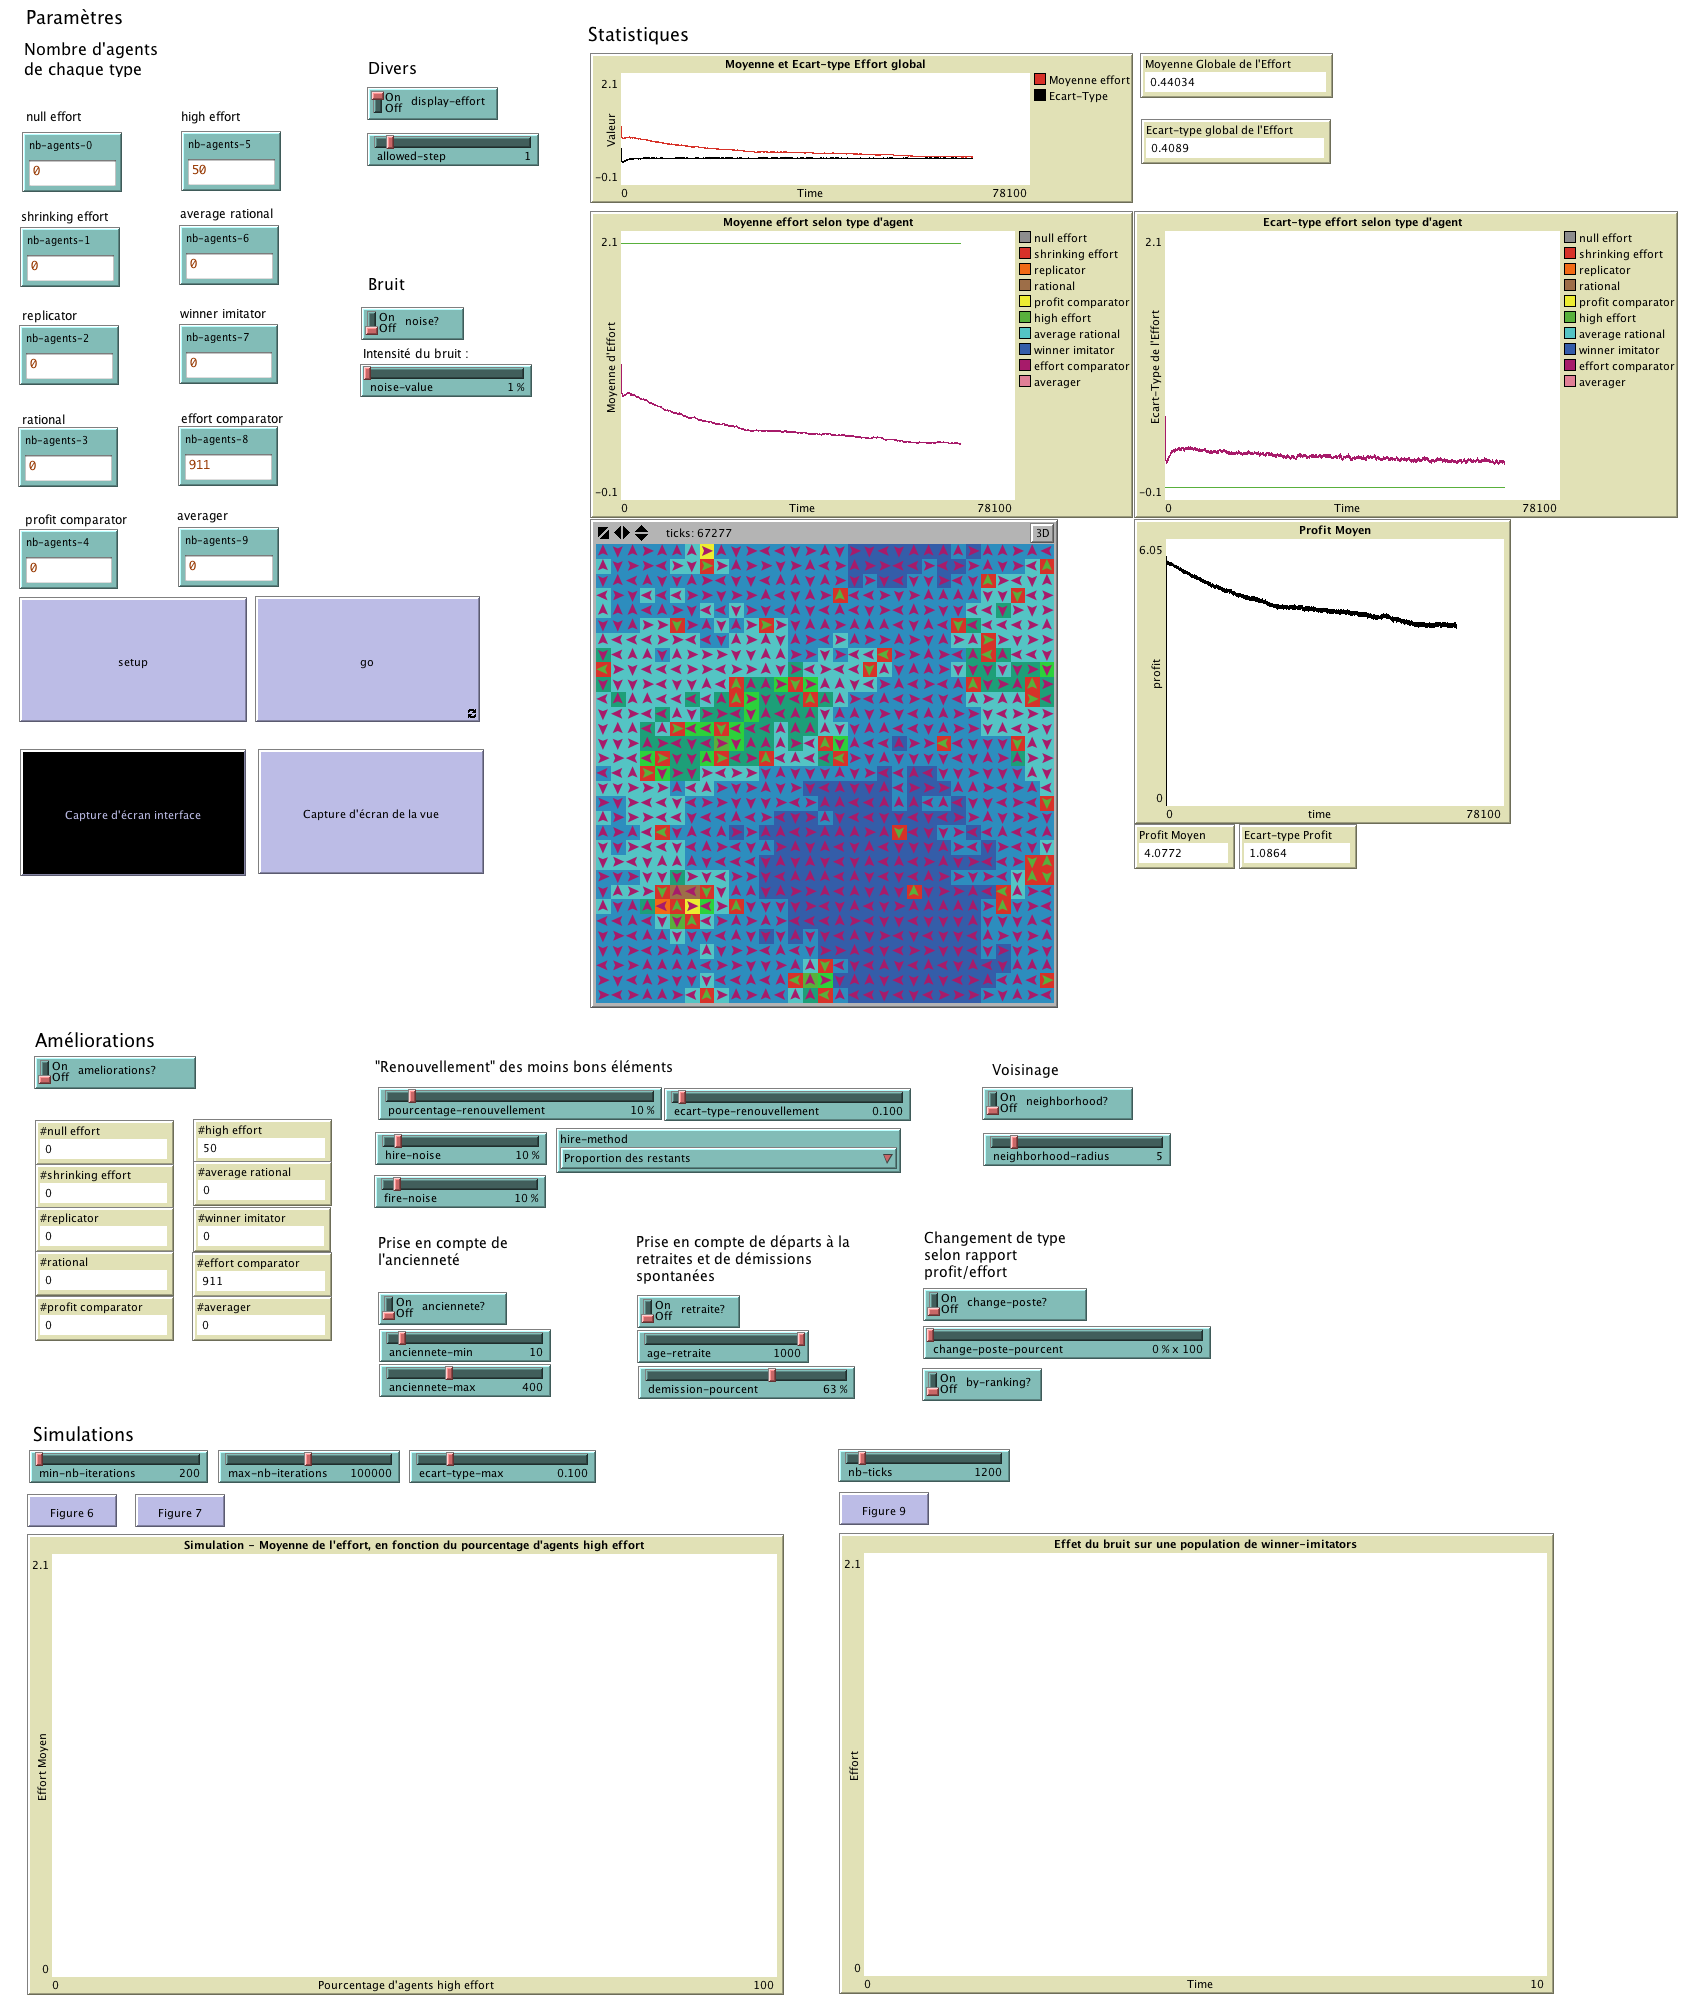 Paramètres
Nombre d'agents
de chaque type
null effort
nb-agents-0
0
high effort
nb-agents-5
50
shrinking effort
nb-agents-1
0
average rational
nb-agents-6
0
replicator
nb-agents-2
0
winner imitator
nb-agents-7
0
rational
nb-agents-3
0
effort comparator
nb-agents-8
911
profit comparator
nb-agents-4
0
averager
nb-agents-9
0
setup
go
Capture d'écran interface
Capture d'écran de la vue
Divers
On
Off
display-effort
allowed-step 1
Bruit
On
Off
noise?
Intensité du bruit :
noise-value 1 %
Statistiques
Moyenne et Ecart-type Effort global
2.1
Valeur
-0.1
0
Time
78100
Moyenne effort
Ecart-Type
Moyenne Globale de l'Effort
0.44034
Ecart-type global de l'Effort
0.4089
Moyenne effort selon type d'agent
2.1
Moyenne d'Effort
-0.1
0
Time
78100
null effort
shrinking effort
replicator
rational
profit comparator
high effort
average rational
winner imitator
effort comparator
averager
Ecart-type effort selon type d'agent
2.1
Ecart-Type de l'Effort
-0.1
0
Time
78100
null effort
shrinking effort
replicator
rational
profit comparator
high effort
average rational
winner imitator
effort comparator
averager
ticks: 67277
3D
Profit Moyen
6.05
profit
0
0
time
78100
Profit Moyen
4.0772
Ecart-type Profit
1.0864
Améliorations
On
Off
ameliorations?
#null effort
0
#high effort
50
#shrinking effort
0
#average rational
0
#replicator
0
#winner imitator
0
#rational
0
#effort comparator
911
#profit comparator
0
#averager
0
"Renouvellement" des moins bons éléments
pourcentage-renouvellement 10 %
ecart-type-renouvellement 0.100
hire-noise 10 %
hire-method
Proportion des restants
fire-noise 10 %
Voisinage
On
Off
neighborhood?
neighborhood-radius 5
Prise en compte de
l'ancienneté
On
Off
anciennete?
anciennete-min 10
anciennete-max 400
Prise en compte de départs à la
retraites et de démissions
spontanées
On
Off
retraite?
age-retraite 1000
demission-pourcent 63 %
Changement de type
selon rapport
profit/effort
On
Off
change-poste?
change-poste-pourcent 0 % x 100
On
Off
by-ranking?
Simulations
min-nb-iterations 200
max-nb-iterations 100000
ecart-type-max 0.100
nb-ticks 1200
Figure 6
Figure 7
Figure 9
Simulation - Moyenne de l'effort, en fonction du pourcentage d'agents high effort
2.1
Effort Moyen
0
0
Pourcentage d'agents high effort
100
Effet du bruit sur une population de winner-imitators
2.1
Effort
0
0
Time
10